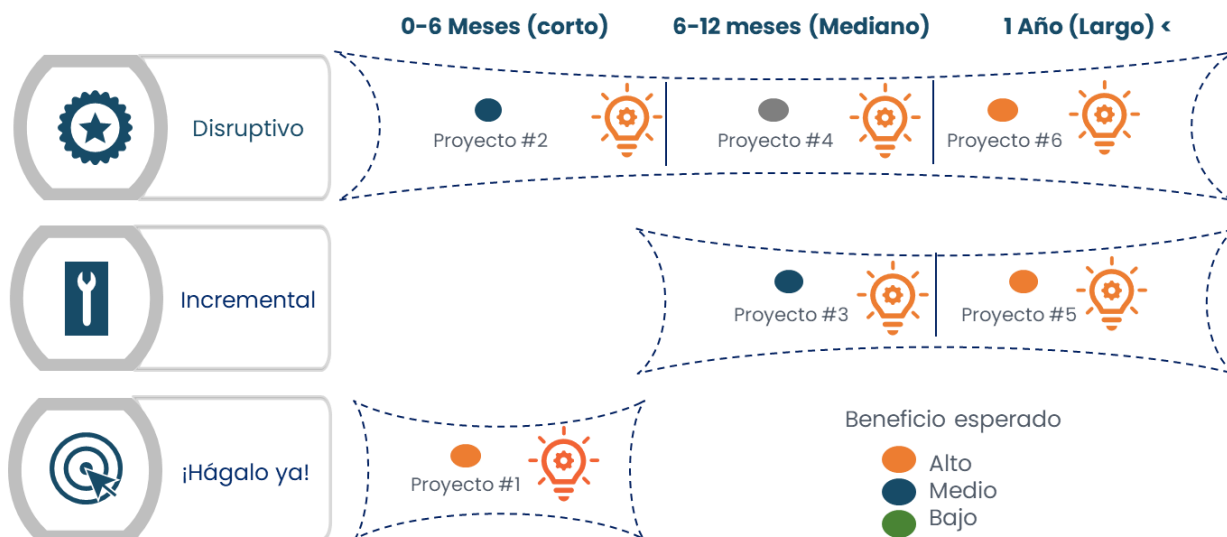 0-6 Meses (corto)
6-12 meses (Mediano)
1 Año (Largo) <
Disruptivo
Proyecto #2
Proyecto #4
Proyecto #6
Incremental
Proyecto #3
Proyecto #5
¡Hágalo ya!
Proyecto #1
Beneficio esperado
Alto
Medio
Bajo